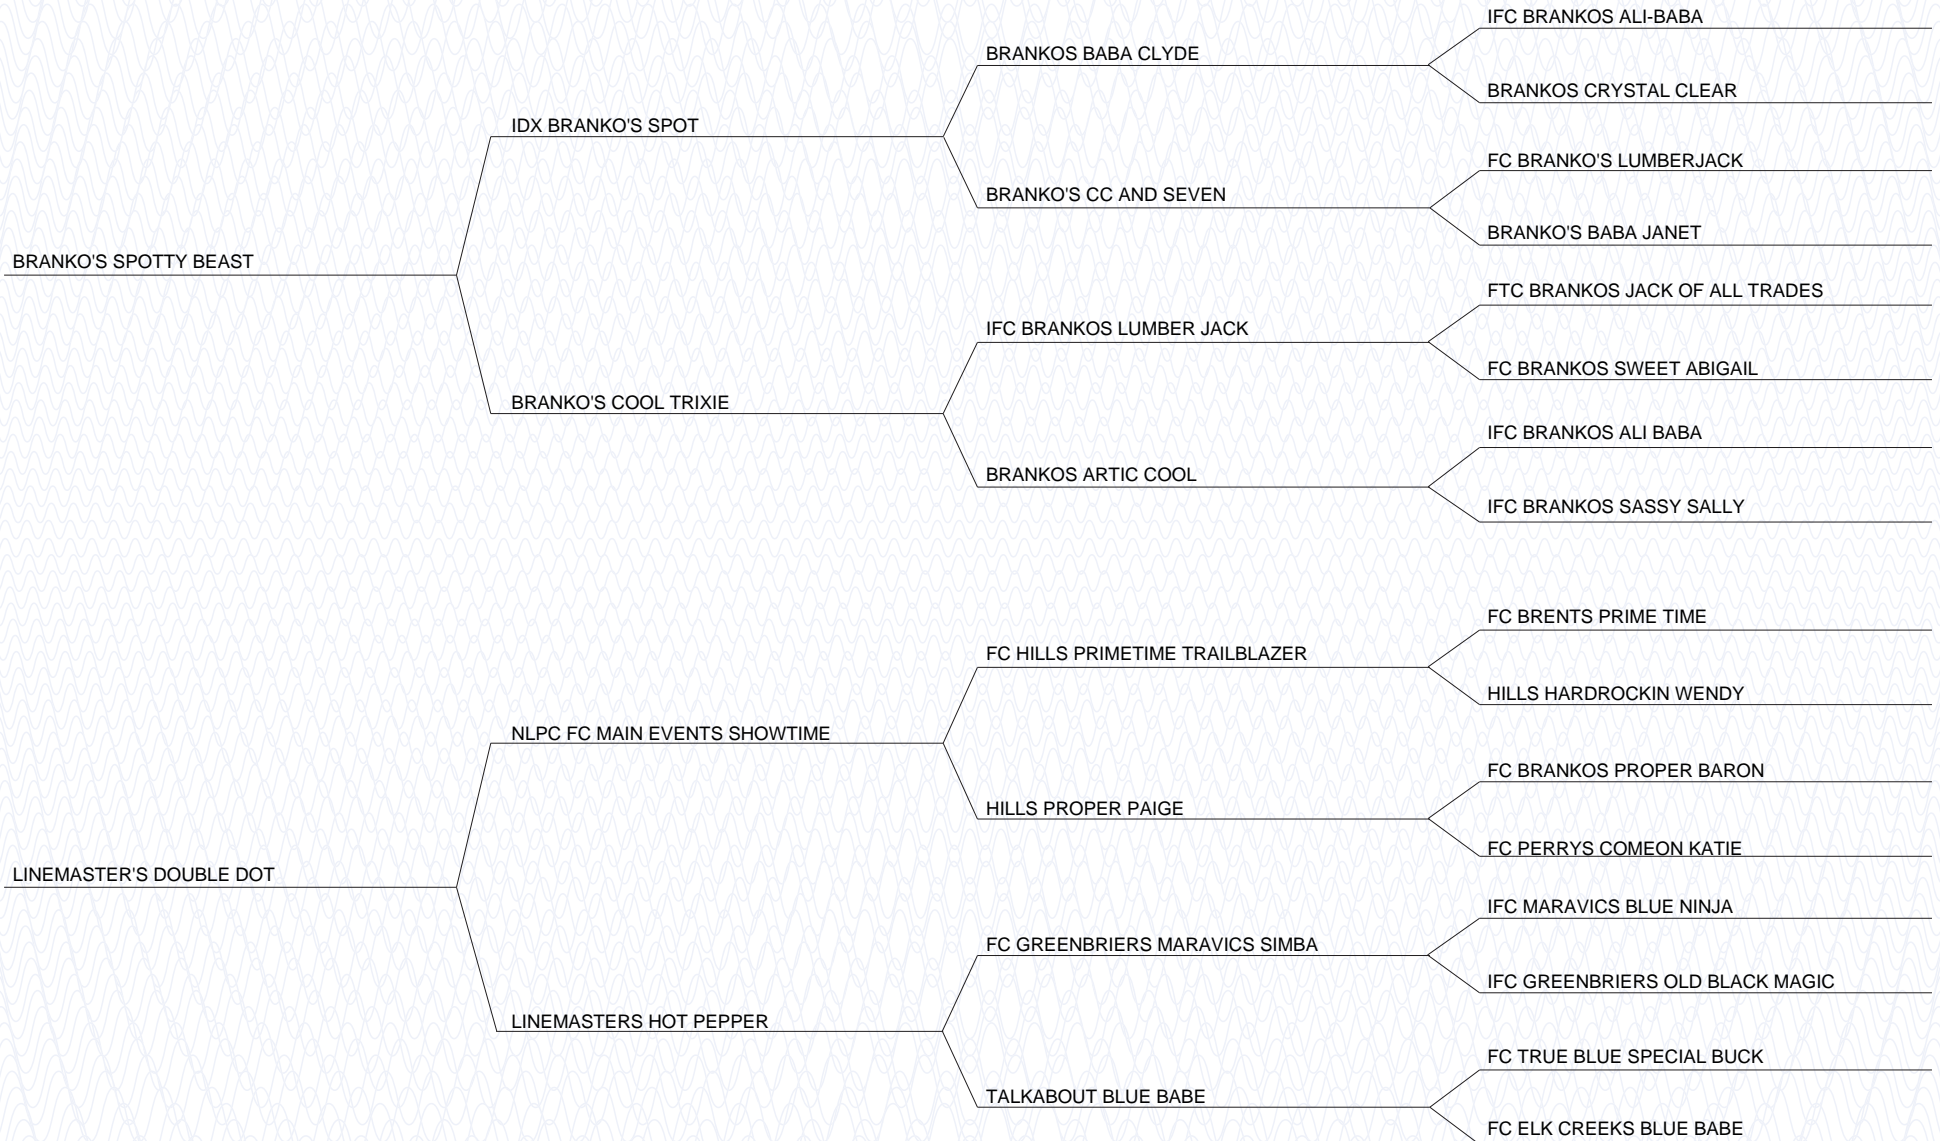 IFC BRANKOS ALI-BABA
BRANKOS BABA CLYDE
BRANKOS CRYSTAL CLEAR
IDX BRANKO'S SPOT
FC BRANKO'S LUMBERJACK
BRANKO'S CC AND SEVEN
BRANKO'S BABA JANET
BRANKO'S SPOTTY BEAST
FTC BRANKOS JACK OF ALL TRADES
IFC BRANKOS LUMBER JACK
FC BRANKOS SWEET ABIGAIL
BRANKO'S COOL TRIXIE
IFC BRANKOS ALI BABA
BRANKOS ARTIC COOL
IFC BRANKOS SASSY SALLY
FC BRENTS PRIME TIME
FC HILLS PRIMETIME TRAILBLAZER
HILLS HARDROCKIN WENDY
NLPC FC MAIN EVENTS SHOWTIME
FC BRANKOS PROPER BARON
HILLS PROPER PAIGE
FC PERRYS COMEON KATIE
LINEMASTER'S DOUBLE DOT
IFC MARAVICS BLUE NINJA
FC GREENBRIERS MARAVICS SIMBA
IFC GREENBRIERS OLD BLACK MAGIC
LINEMASTERS HOT PEPPER
FC TRUE BLUE SPECIAL BUCK
TALKABOUT BLUE BABE
FC ELK CREEKS BLUE BABE